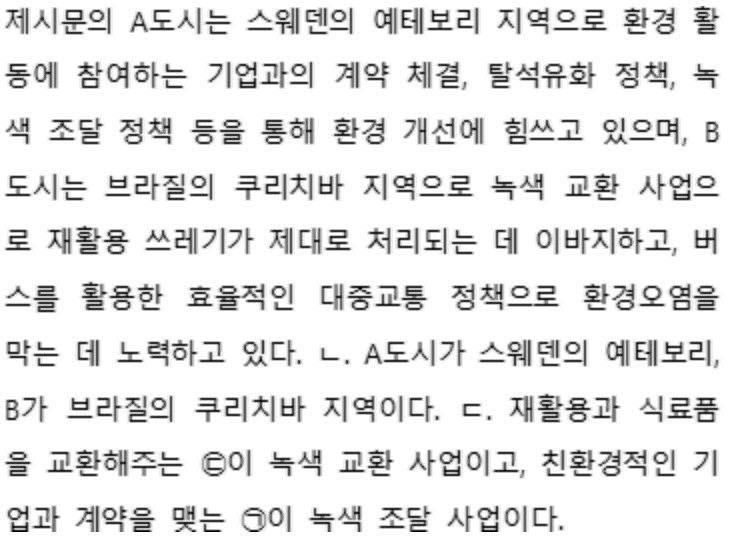 제시문의 A도시는 스웨덴의 예테보리 지역으로 환경 활
동에 참여하는 기업과의 계약 체결, 탈석유화 정책, 녹
색 조달 정책 등을 통해 환경 개선에 힘쓰고 있으며, B
도시는 브라질의 쿠리치바 지역으로 녹색 교환 사업으
로 재활용 쓰레기가 제대로 처리되는 데 이바지하고, 버
스를 활용한 효율적인 대중교통 정책으로 환경오염을
막는 데 노력하고 있다. ㄴ. A도시가 스웨덴의 예테보리,
B가 브라질의 쿠리치바 지역이다. ㄷ. 재활용과 식료품
을 교환해주는 ㉢이 녹색 교환 사업이고, 친환경적인 기
업과 계약을 맺는 ㉠이 녹색 조달 사업이다.